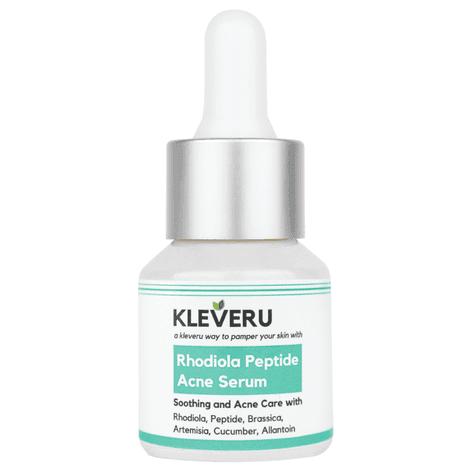 KLEVERU
a kleveru way to pamper your skin with
Rhodiola Peptide
Acne Serum
Soothing and Acne Care with
Rhodiola, Peptide, Brassica,
Artemisia, Cucumber, Allantoin